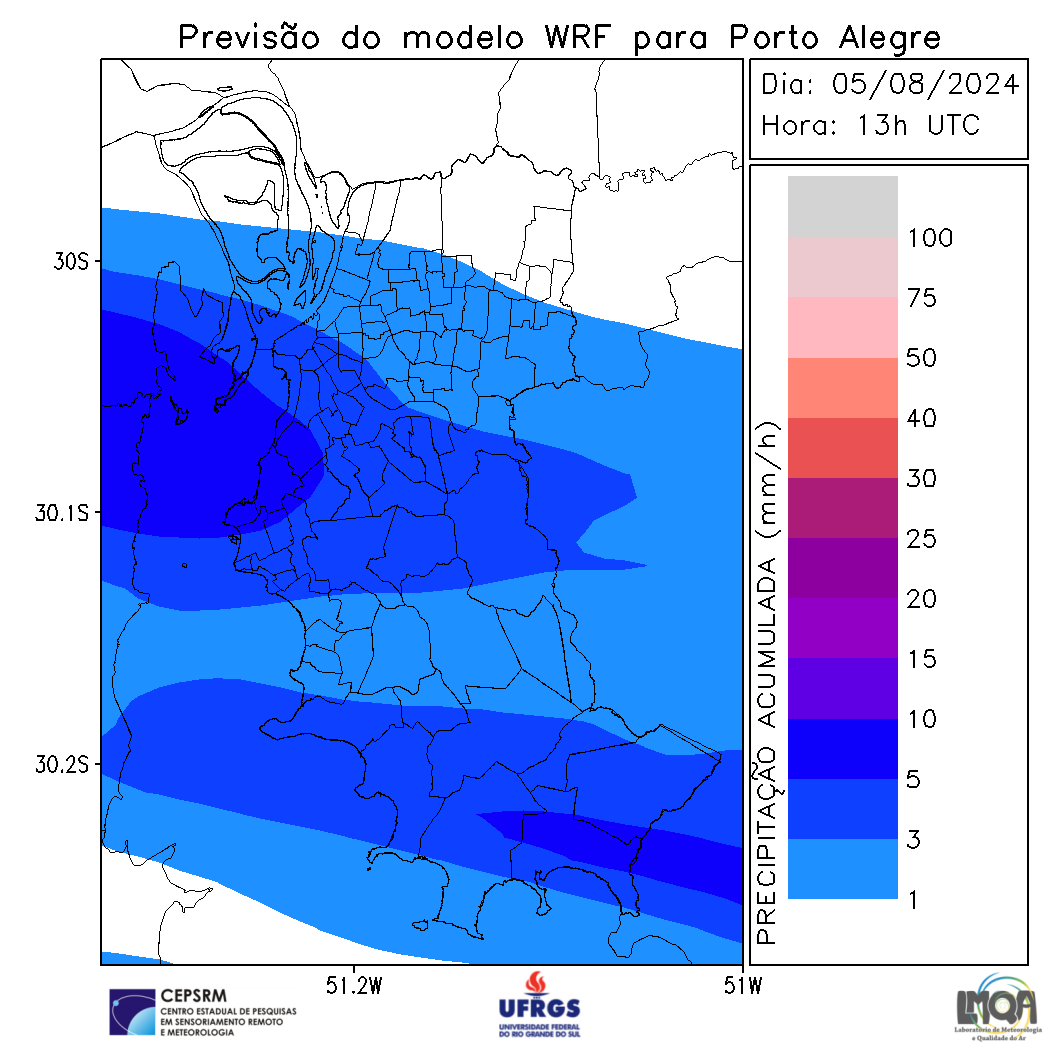 Previsão do modelo WRF para Porto Alegre
Dia: 05/08/2024
Hora: 13h UTC
30S
30.1S
30.2S
51.2W
51W
PRECIPITAÇÃO ACUMULADA (mm/h)
100
75
50
40
30
25
20
15
10
5
3
1
CEPSRM
CENTRO ESTADUAL DE PESQUISAS
EM SENSORIAMENTO REMOTO
E METEOROLOGIA
UFRGS
UNIVERSIDADE FEDERAL
DO RIO GRANDE DO SUL
LMQA
Laboratório de Meteorologia
e Qualidade do Ar